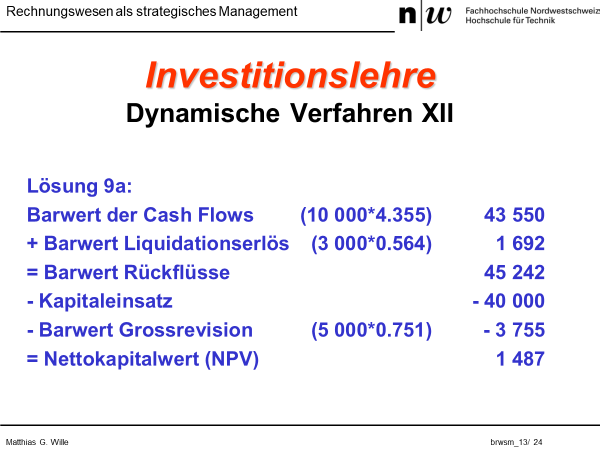 Rechnungswesen als strategisches Management
n|w Fachhochschule Nordwestschweiz
Hochschule für Technik
Investitionslehre
Dynamische Verfahren XII
Lösung 9a:
Barwert der Cash Flows (10 000*4.355) 43 550
+ Barwert Liquidationserlös (3 000*0.564) 1 692
= Barwert Rückflüsse 45 242
- Kapitaleinsatz - 40 000
- Barwert Grossrevision (5 000*0.751) - 3 755
= Nettokapitalwert (NPV) 1 487
Matthias G. Wille brwsm_13/ 24